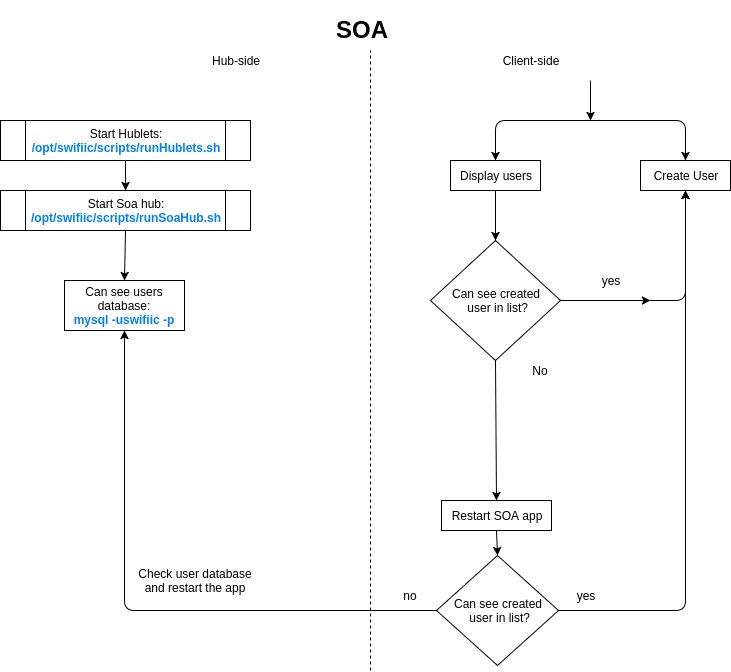 SOA
Hub-side
Client-side
Start Hublets:
/opt/swifiic/scripts/runHublets.sh
Start Soa hub:
/opt/swifiic/scripts/runSoaHub.sh
Can see users
database:
mysql -uswifiic -p
Display users
Create User
Can see created
user in list?
yes
No
Restart SOA app
Can see created
user in list?
yes
no
Check user database
and restart the app